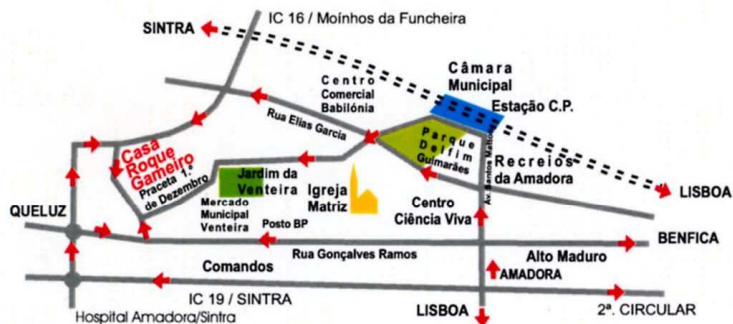 IC 16 / Moínhos da Funcheira
SINTRA
Câmara
Municipal
Centro
Comercial
Babilónia
Estação C.P.
Rua Elias Garcia
Parque
Delfim
Guimarães
Av. Santos Mattos
Recreios
da Amadora
LISBOA
Casa
Roque
Gameiro
Praceta 1.º
de Dezembro
Jardim da
Venteira
Igreja
Matriz
Mercado
Municipal
Venteira
Centro
Ciência Viva
QUELUZ
Posto BP
BENFICA
Rua Gonçalves Ramos
Alto Maduro
Comandos
AMADORA
IC 19 / SINTRA
Hospital Amadora/Sintra
LISBOA
2ª. CIRCULAR